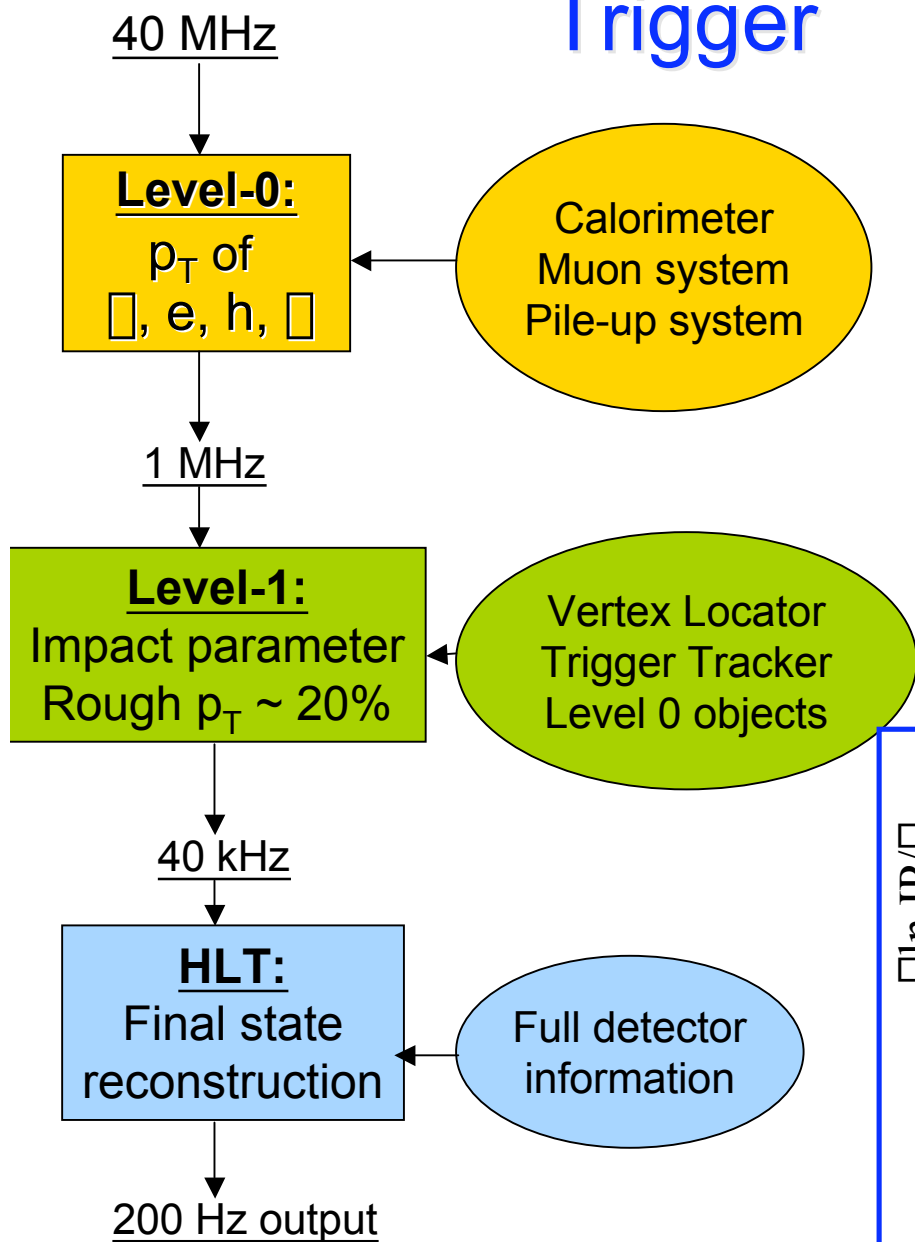 Trigger
40 MHz
Level-0:
pT of
▯, e, h, ▯
Calorimeter
Muon system
Pile-up system
1 MHz
Level-1:
Impact parameter
Rough pT ~ 20%
Vertex Locator
Trigger Tracker
Level 0 objects
40 kHz
HLT:
Final state
reconstruction
Full detector
information
200 Hz output